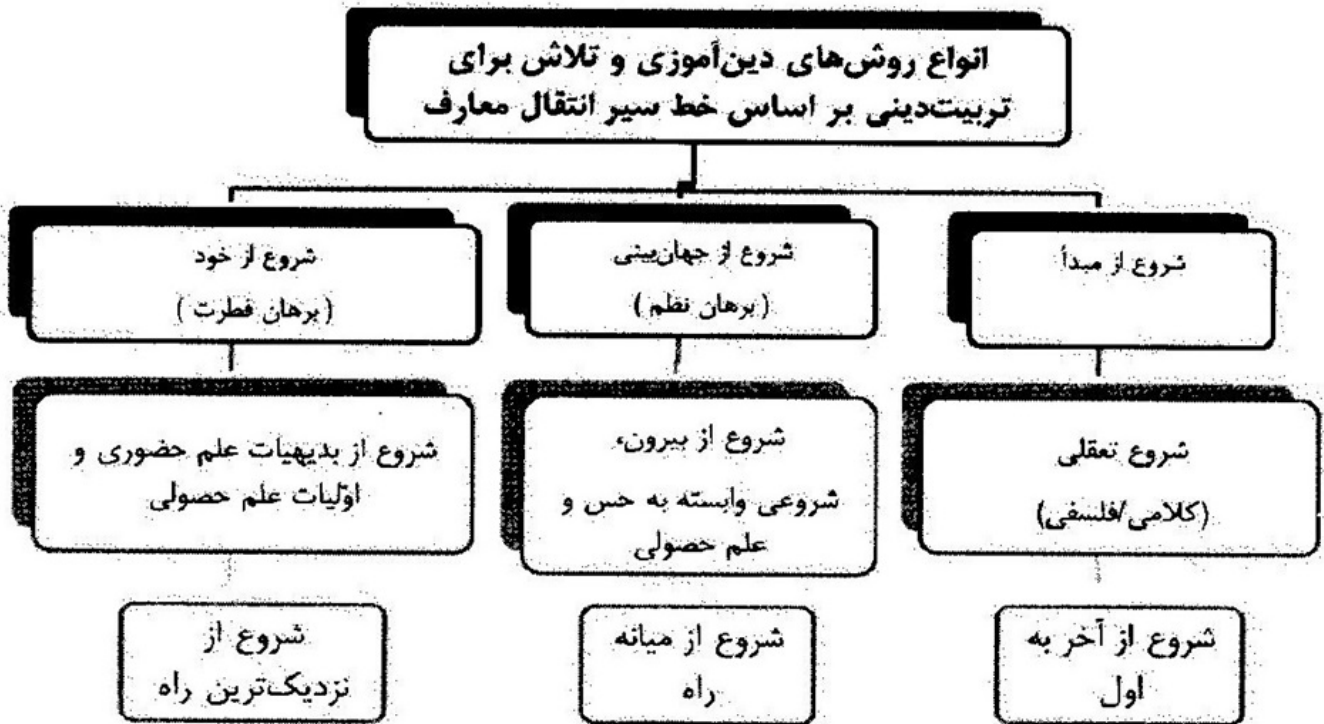 انواع روش‌های دین‌آموزی و تلاش برای
تربیت‌دینی بر اساس خط سیر انتقال معارف
شروع از مبدأ
شروع از جهان‌بینی
( برهان نظم )
شروع از خود
( برهان فطرت )
شروع تعقلی
(کلامی/فلسفی)
شروع از بیرون،
شروعی وابسته به حس و
علم حصولی
شروع از بدیهیات علم حضوری و
اوّلیات علم حصولی
شروع از آخر به
اول
شروع از میانه
راه
شروع از
نزدیک‌ترین راه